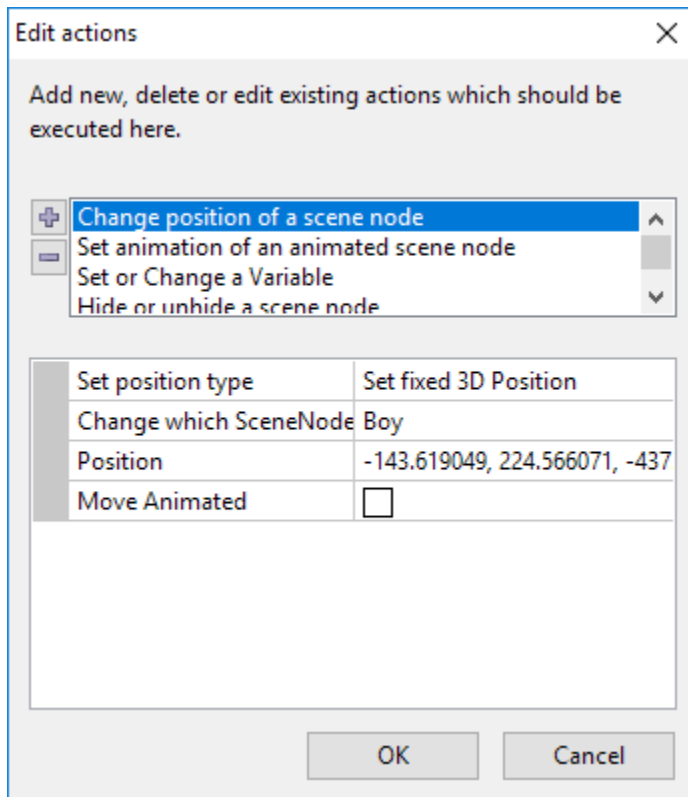 Edit actions
Add new, delete or edit existing actions which should be
executed here.
Change position of a scene node
Set animation of an animated scene node
Set or Change a Variable
Hide or unhide a scene node
Set position type Set fixed 3D Position
Change which SceneNode Boy
Position -143.619049, 224.566071, -437
Move Animated
OK Cancel